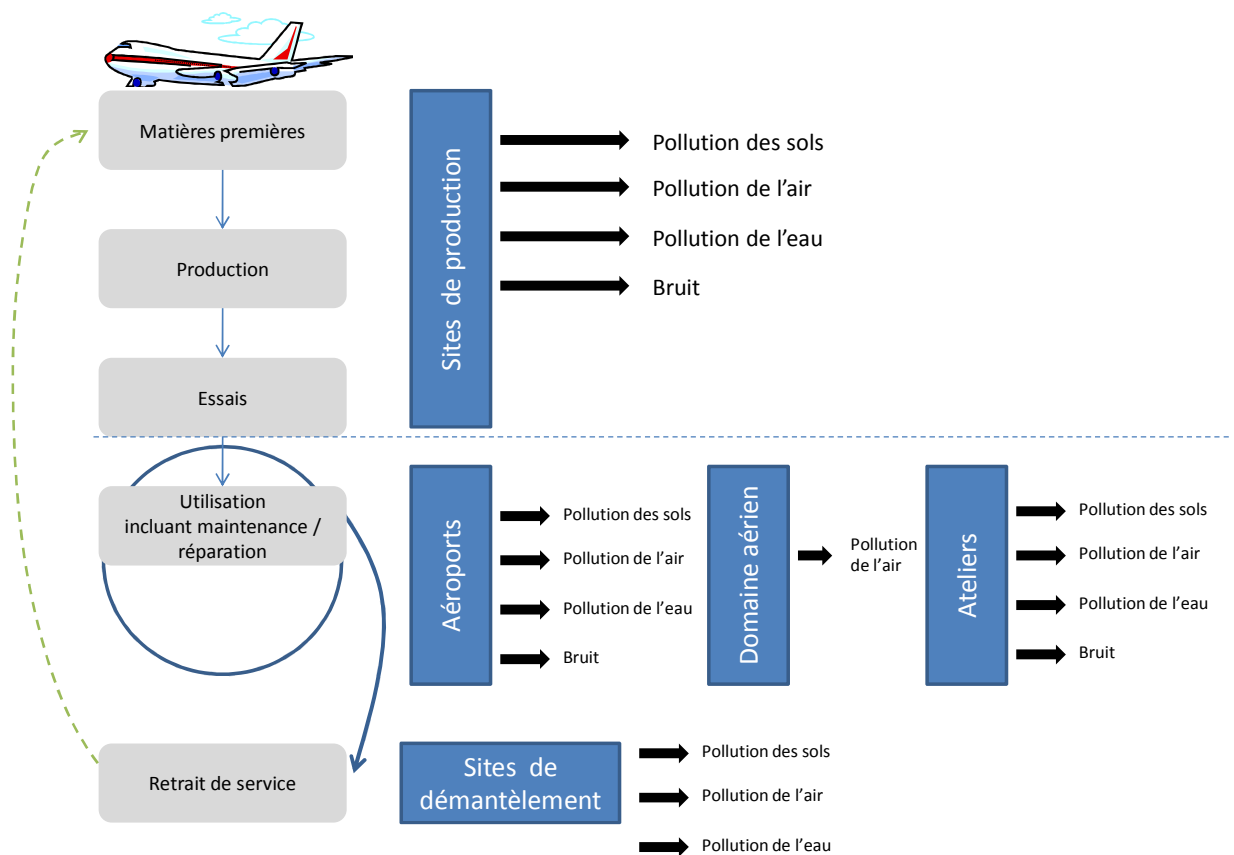 Matières premières
Production
Essais
Sites de production
Pollution des sols
Pollution de l’air
Pollution de l’eau
Bruit
Utilisation
incluant maintenance /
réparation
Aéroports
Pollution des sols
Pollution de l’air
Pollution de l’eau
Bruit
Domaine aérien
Pollution
de l’air
Ateliers
Pollution des sols
Pollution de l’air
Pollution de l’eau
Bruit
Retrait de service
Sites de
démantèlement
Pollution des sols
Pollution de l’air
Pollution de l’eau